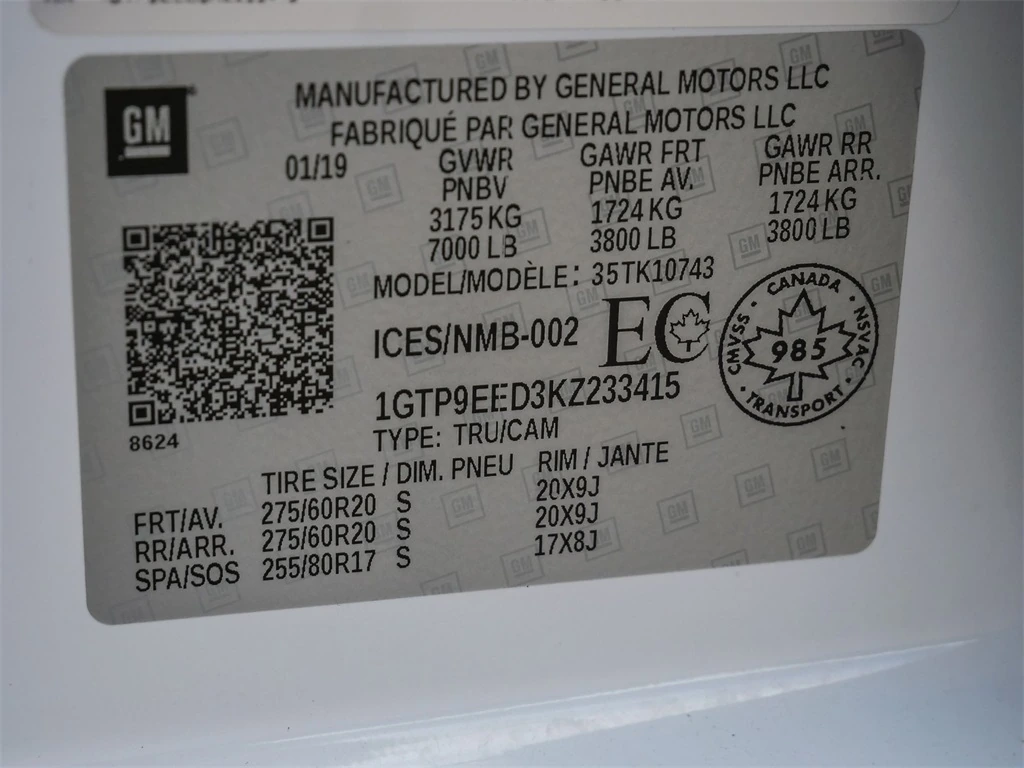 GM
MANUFACTURED BY GENERAL MOTORS LLC
FABRIQUÉ PAR GENERAL MOTORS LLC
01/19 GVWR GAWR FRT GAWR RR
PNBV PNBE AV. PNBE ARR.
3175 KG 1724 KG 1724 KG
7000 LB 3800 LB 3800 LB
MODEL/MODÈLE: 35TK10743
ICES/NMB-002 EC
CANADA
CMVSS · 985 · NSVAC
TRANSPORT
1GTP9EED3KZ233415
8624
TYPE: TRU/CAM
TIRE SIZE / DIM. PNEU RIM / JANTE
FRT/AV. 275/60R20 S 20X9J
RR/ARR. 275/60R20 S 20X9J
SPA/SOS 255/80R17 S 17X8J